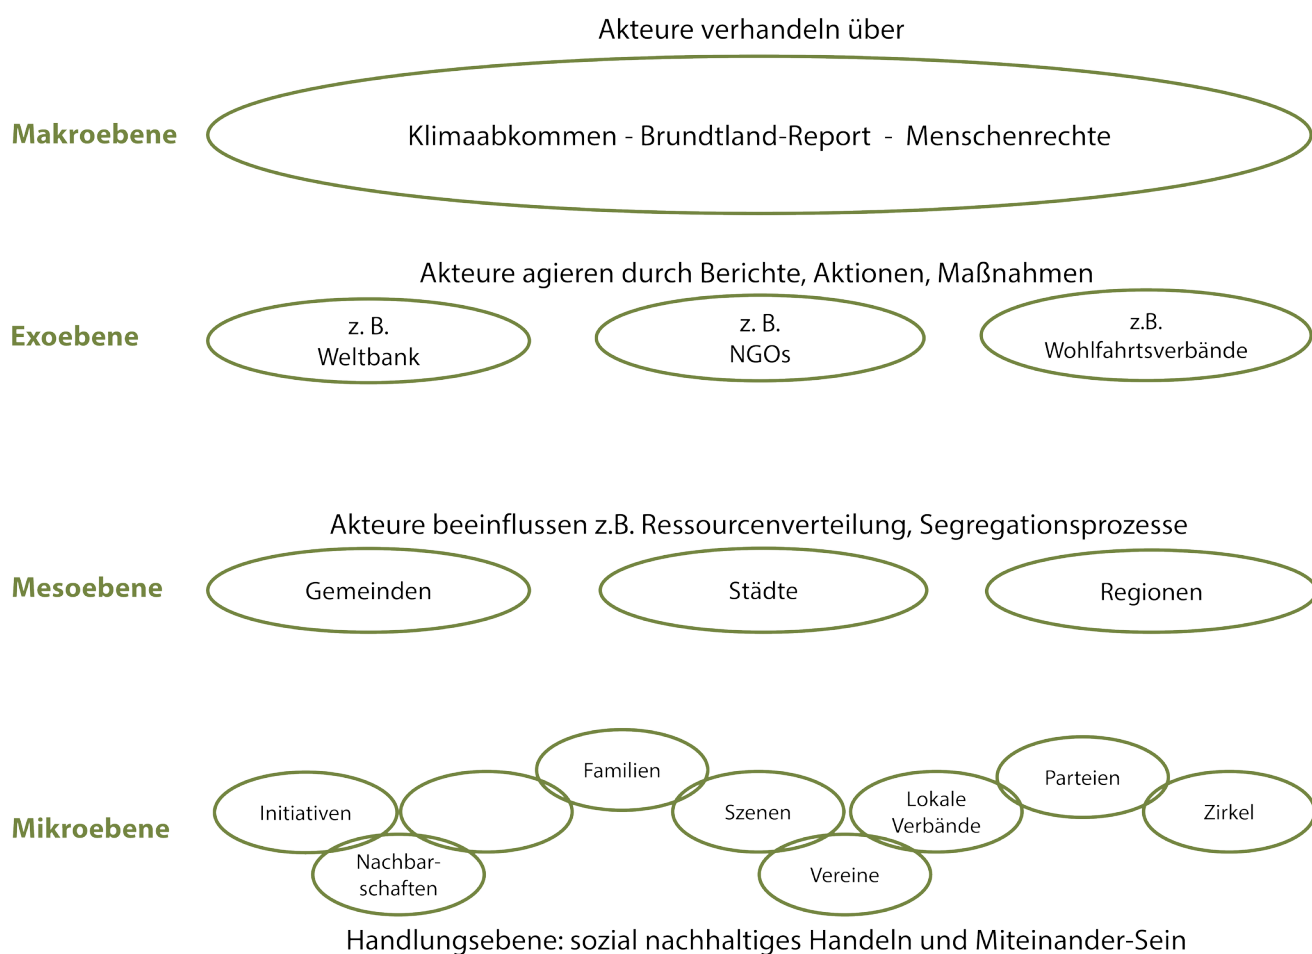 Akteure verhandeln über
Makroebene
Klimaabkommen - Brundtland-Report - Menschenrechte
Akteure agieren durch Berichte, Aktionen, Maßnahmen
Exoebene
z. B.
Weltbank
z. B.
NGOs
z.B.
Wohlfahrtsverbände
Akteure beeinflussen z.B. Ressourcenverteilung, Segregationsprozesse
Mesoebene
Gemeinden
Städte
Regionen
Mikroebene
Initiativen
Nachbar-
schaften
Familien
Szenen
Vereine
Lokale
Verbände
Parteien
Zirkel
Handlungsebene: sozial nachhaltiges Handeln und Miteinander-Sein